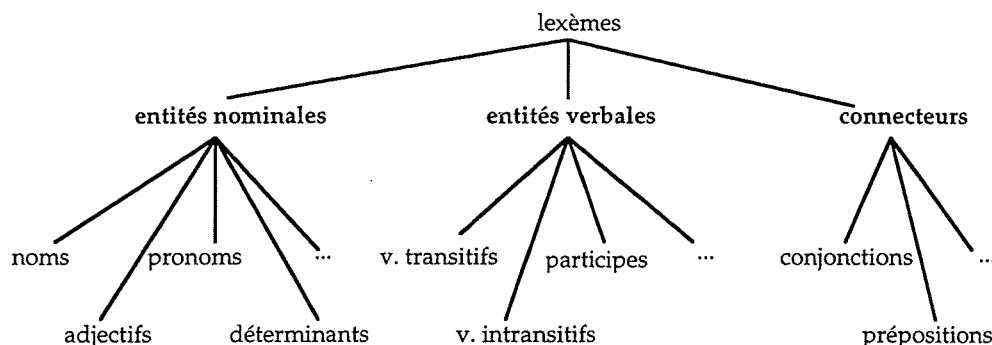 lexèmes
entités nominales entités verbales connecteurs
noms pronoms ... v. transitifs participes ... conjonctions ...
adjectifs déterminants v. intransitifs prépositions